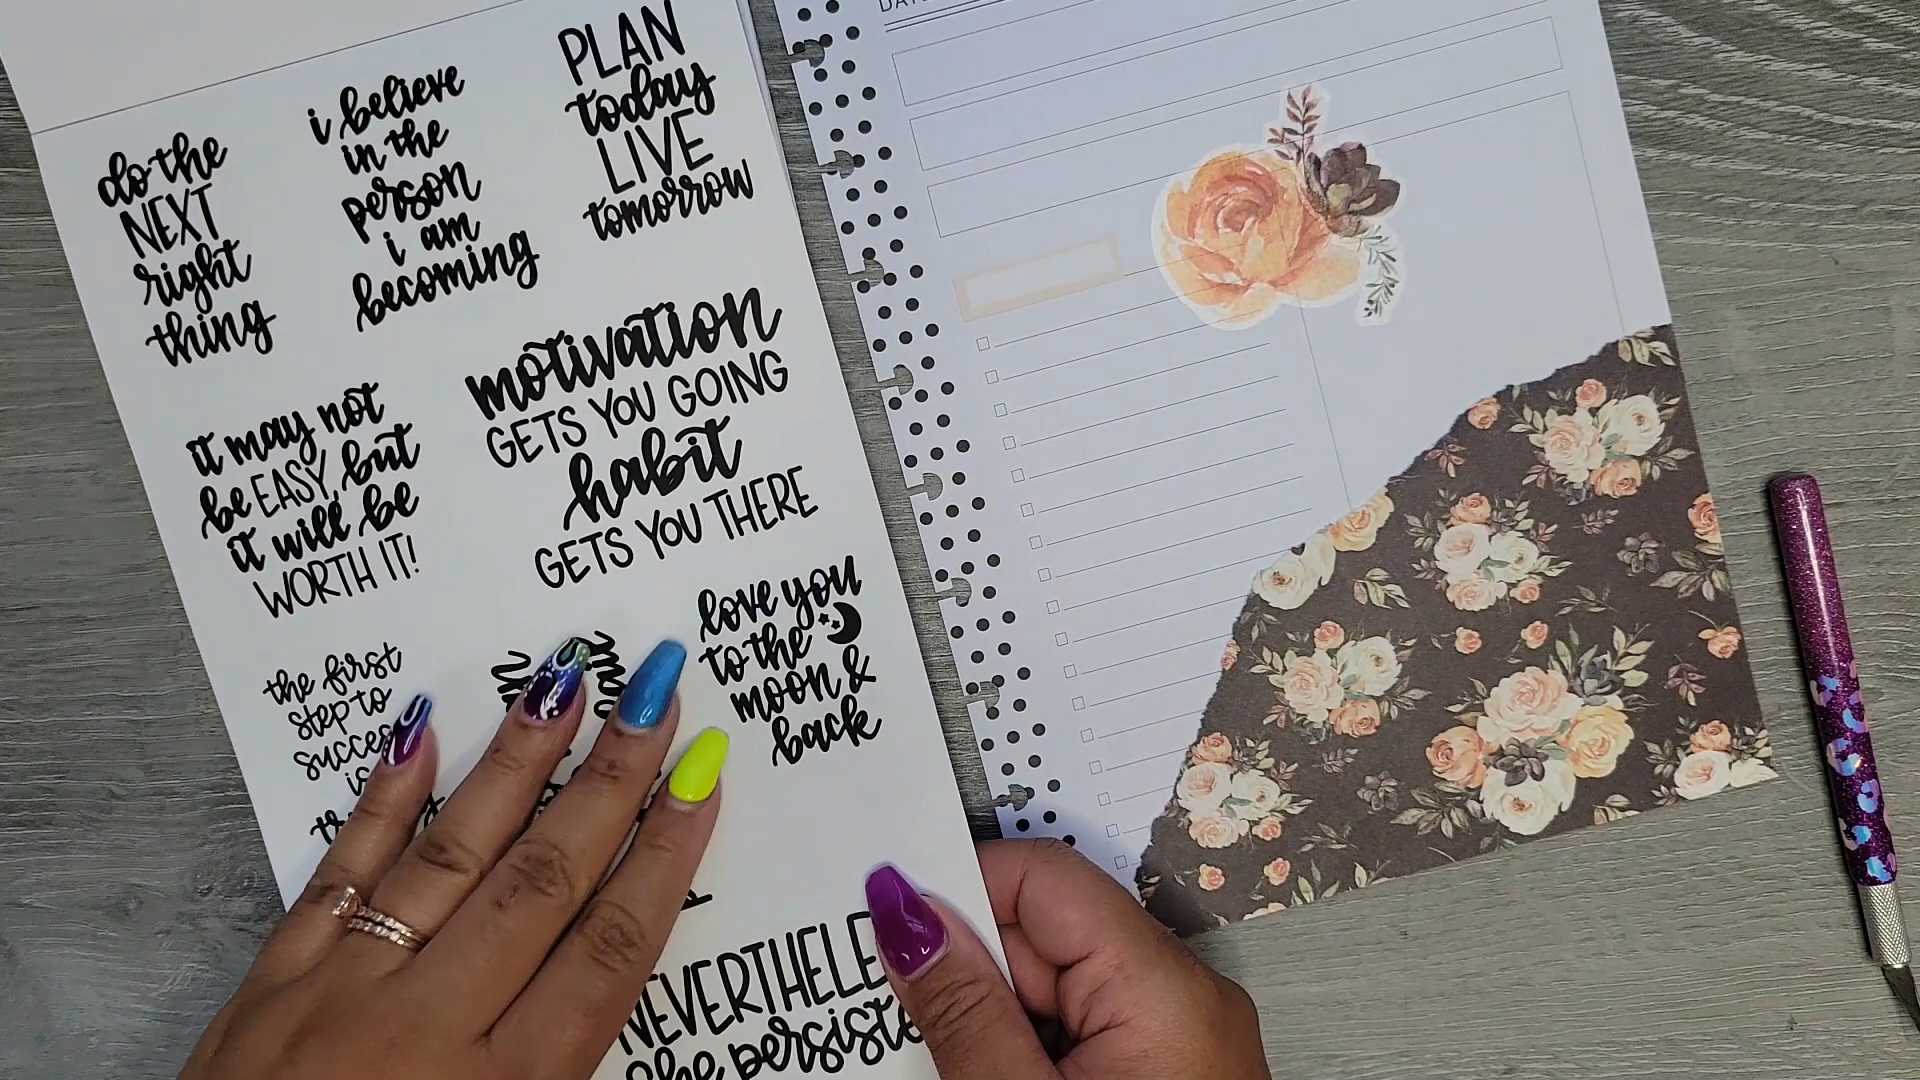 do the
NEXT
right
thing
i believe
in the
person
i am
becoming
PLAN
today
LIVE
tomorrow
it may not
be EASY, but
it will be
WORTH IT!
motivation
GETS YOU GOING
habit
GETS YOU THERE
the first
step to
love you
to the
moon &
back